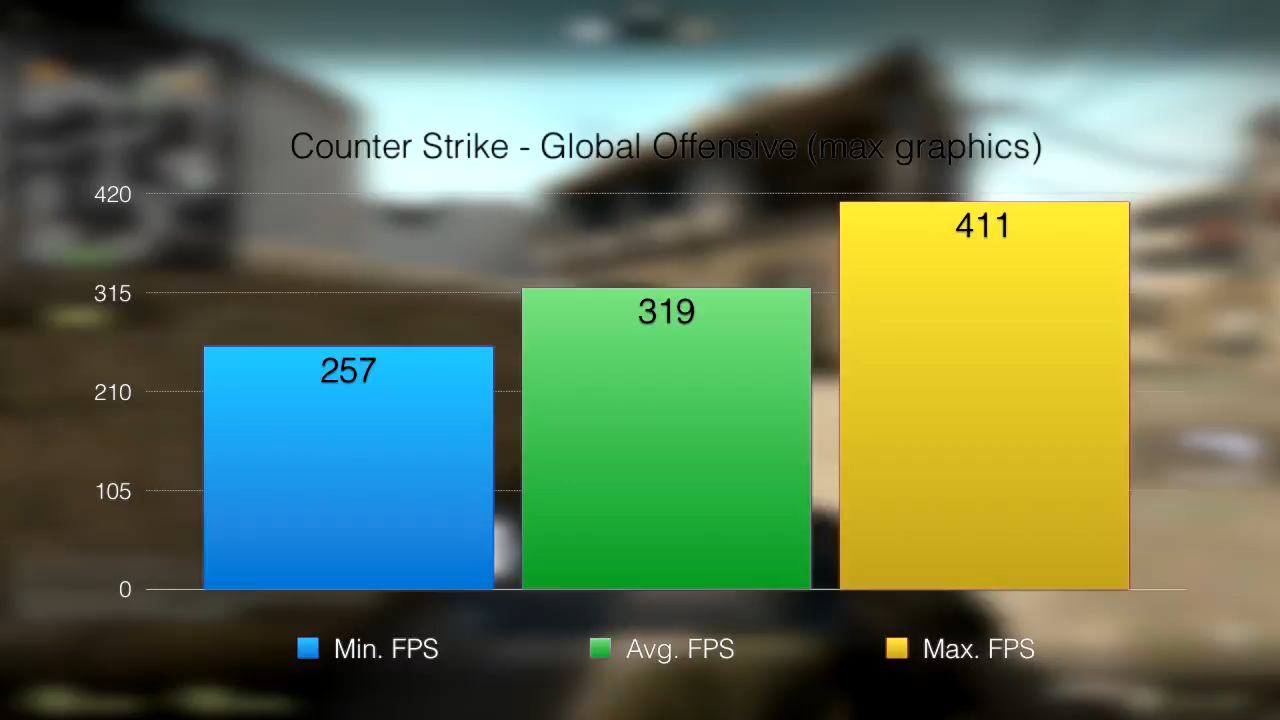 Counter Strike - Global Offensive (max graphics)
420
411
315
319
257
210
105
0
Min. FPS
Avg. FPS
Max. FPS